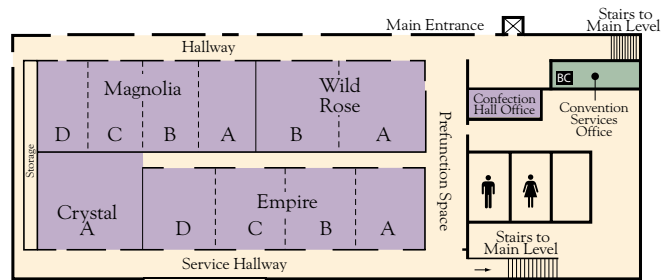 Stairs to
Main Level
Main Entrance
Hallway
BC
Magnolia
Wild
Rose
Confection
Hall Office
Convention
Services
Office
D
C
B
A
B
A
Storage
Prefunction Space
Crystal
A
Empire
D
C
B
A
Stairs to
Main Level
Service Hallway